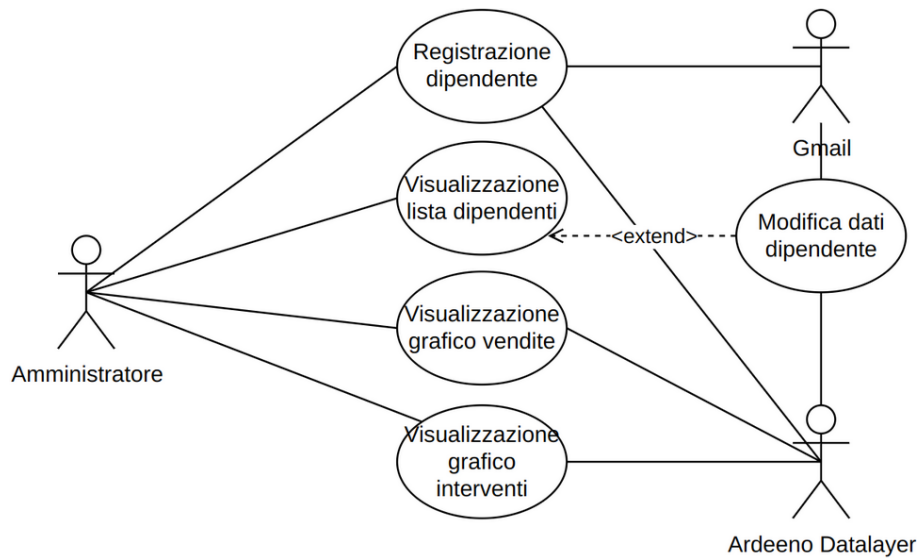 Registrazione
dipendente
Gmail
Visualizzazione
lista dipendenti
<extend>
Modifica dati
dipendente
Visualizzazione
grafico vendite
Amministratore
Visualizzazione
grafico
interventi
Ardeeno Datalayer